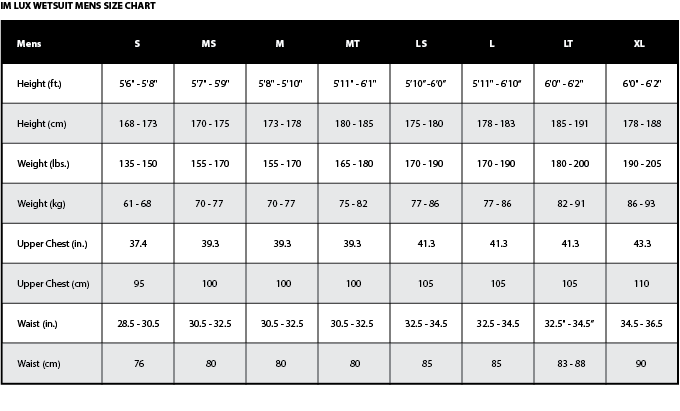 IM LUX WETSUIT MENS SIZE CHART
Mens S MS M MT LS L LT XL
Height (ft.) 5'6" - 5'8" 5'7" - 5'9" 5'8" - 5'10" 5'11" - 6'1" 5'10"-6'0" 5'11" - 6'10" 6'0" - 6'2" 6'0" - 6'2"
Height (cm) 168 - 173 170 - 175 173 - 178 180 - 185 175 - 180 178 - 183 185 - 191 178 - 188
Weight (lbs.) 135 - 150 155 - 170 155 - 170 165 - 180 170 - 190 170 - 190 180 - 200 190 - 205
Weight (kg) 61 - 68 70 - 77 70 - 77 75 - 82 77 - 86 77 - 86 82 - 91 86 - 93
Upper Chest (in.) 37.4 39.3 39.3 39.3 41.3 41.3 41.3 43.3
Upper Chest (cm) 95 100 100 100 105 105 105 110
Waist (in.) 28.5 - 30.5 30.5 - 32.5 30.5 - 32.5 30.5 - 32.5 32.5 - 34.5 32.5 - 34.5 32.5" - 34.5” 34.5 - 36.5
Waist (cm) 76 80 80 80 85 85 83 - 88 90